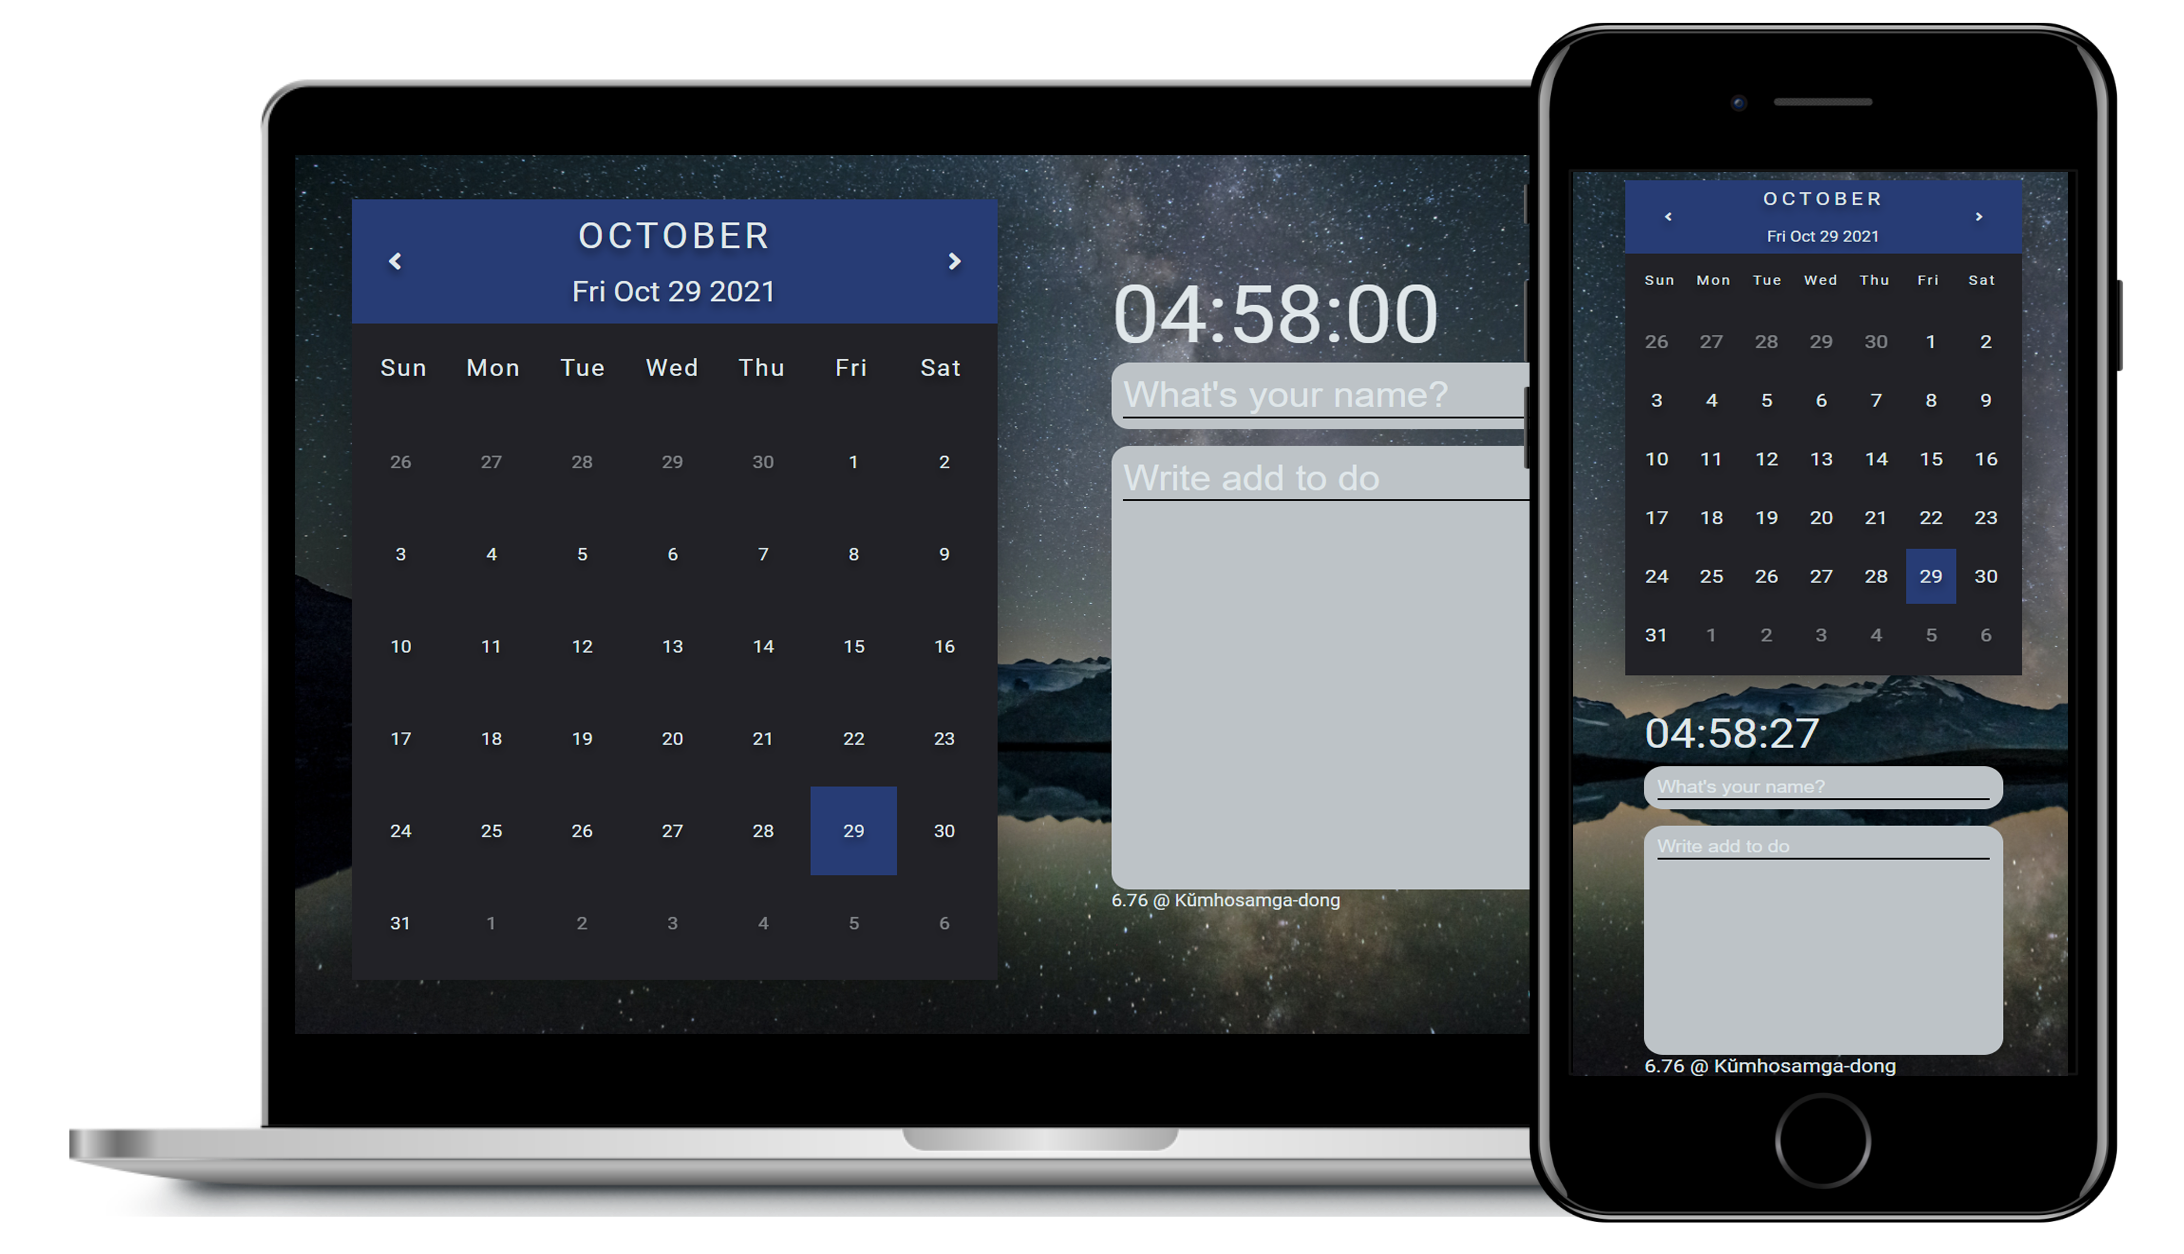 OCTOBER
Fri Oct 29 2021
Sun Mon Tue Wed Thu Fri Sat
26 27 28 29 30 1 2
3 4 5 6 7 8 9
10 11 12 13 14 15 16
17 18 19 20 21 22 23
24 25 26 27 28 29 30
31 1 2 3 4 5 6
04:58:00
What's your name?
Write add to do
6.76 @ Kŭmhosamga-dong
OCTOBER
Fri Oct 29 2021
Sun Mon Tue Wed Thu Fri Sat
26 27 28 29 30 1 2
3 4 5 6 7 8 9
10 11 12 13 14 15 16
17 18 19 20 21 22 23
24 25 26 27 28 29 30
31 1 2 3 4 5 6
04:58:27
What's your name?
Write add to do
6.76 @ Kŭmhosamga-dong